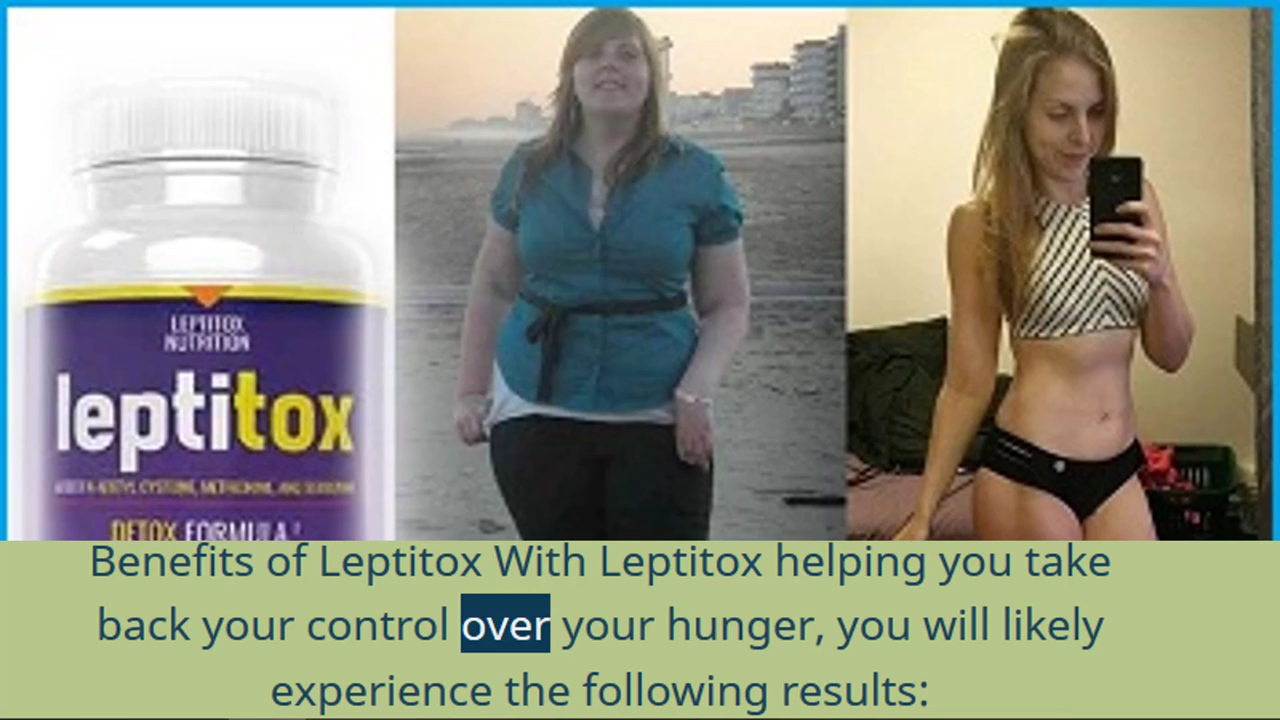 LEPTITOX
NUTRITION
leptitox
DETOX FORMULA
Benefits of Leptitox With Leptitox helping you take
back your control over your hunger, you will likely
experience the following results: